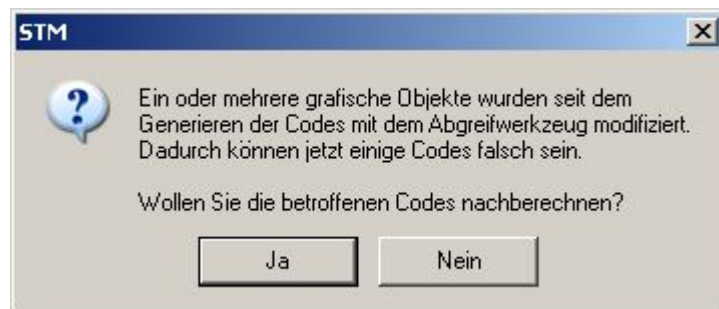 STM
Ein oder mehrere grafische Objekte wurden seit dem
Generieren der Codes mit dem Abgreifwerkzeug modifiziert.
Dadurch können jetzt einige Codes falsch sein.
Wollen Sie die betroffenen Codes nachberechnen?
Ja
Nein